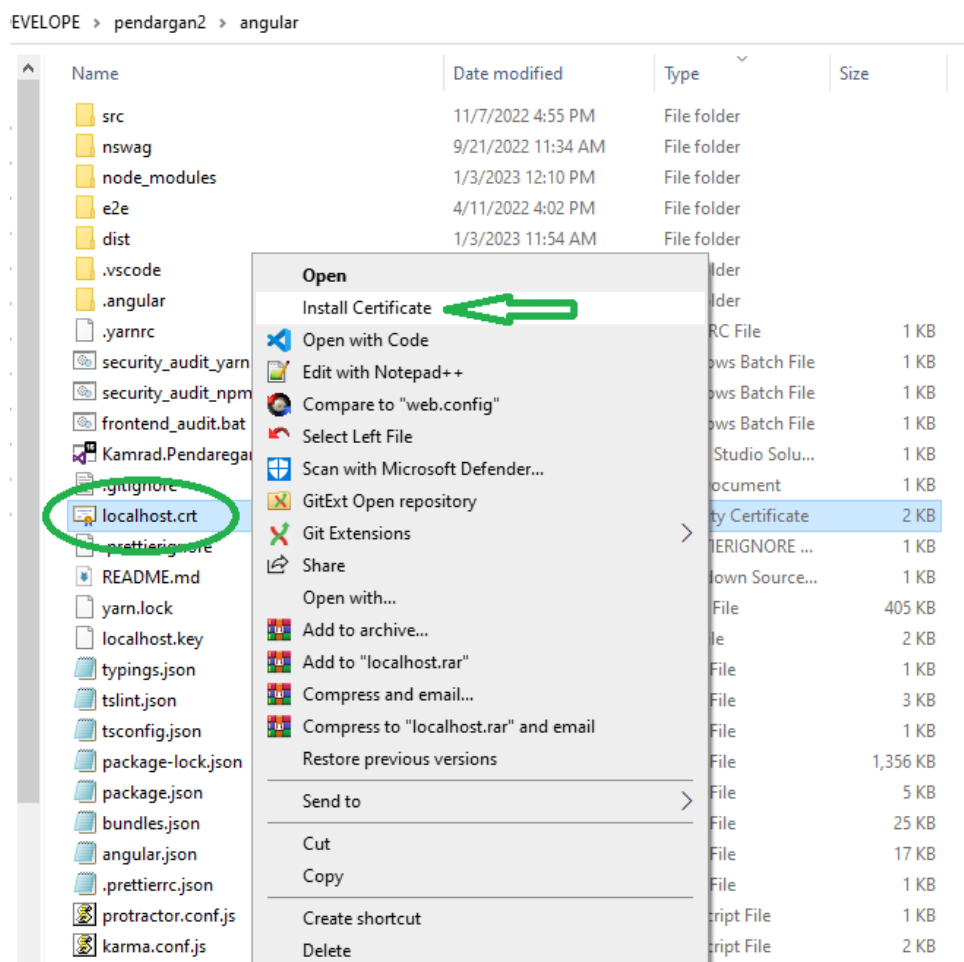 EVELOPE > pendargan2 > angular
Name Date modified Type Size
src 11/7/2022 4:55 PM File folder
nswag 9/21/2022 11:34 AM File folder
node_modules 1/3/2023 12:10 PM File folder
e2e 4/11/2022 4:02 PM File folder
dist 1/3/2023 11:54 AM File folder
.vscode lder
.angular lder
.yarnrc RC File 1 KB
security_audit_yarn ows Batch File 1 KB
security_audit_npm ows Batch File 1 KB
frontend_audit.bat ows Batch File 1 KB
Kamrad.Pendaregan Studio Solu... 1 KB
.gitignore ocument 1 KB
localhost.crt ty Certificate 2 KB
.prettierignore IERIGNORE ... 1 KB
README.md down Source... 1 KB
yarn.lock File 405 KB
localhost.key le 2 KB
typings.json File 1 KB
tslint.json File 3 KB
tsconfig.json File 1 KB
package-lock.json File 1,356 KB
package.json File 5 KB
bundles.json File 25 KB
angular.json File 17 KB
.prettierrc.json File 1 KB
protractor.conf.js cript File 1 KB
karma.conf.js cript File 2 KB
Open
Install Certificate
Open with Code
Edit with Notepad++
Compare to "web.config"
Select Left File
Scan with Microsoft Defender...
GitExt Open repository
Git Extensions
Share
Open with...
Add to archive...
Add to "localhost.rar"
Compress and email...
Compress to "localhost.rar" and email
Restore previous versions
Send to
Cut
Copy
Create shortcut
Delete